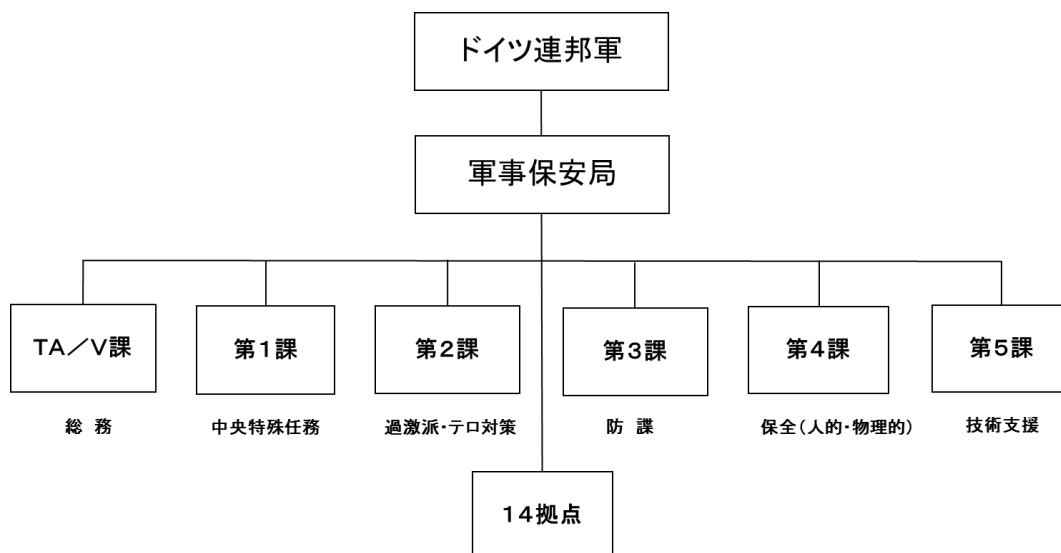 ドイツ連邦軍
軍事保安局
TA/V課
第1課
第2課
第3課
第4課
第5課
総 務
中央特殊任務
過激派・テロ対策
防 諜
保全(人的・物理的)
技術支援
14拠点